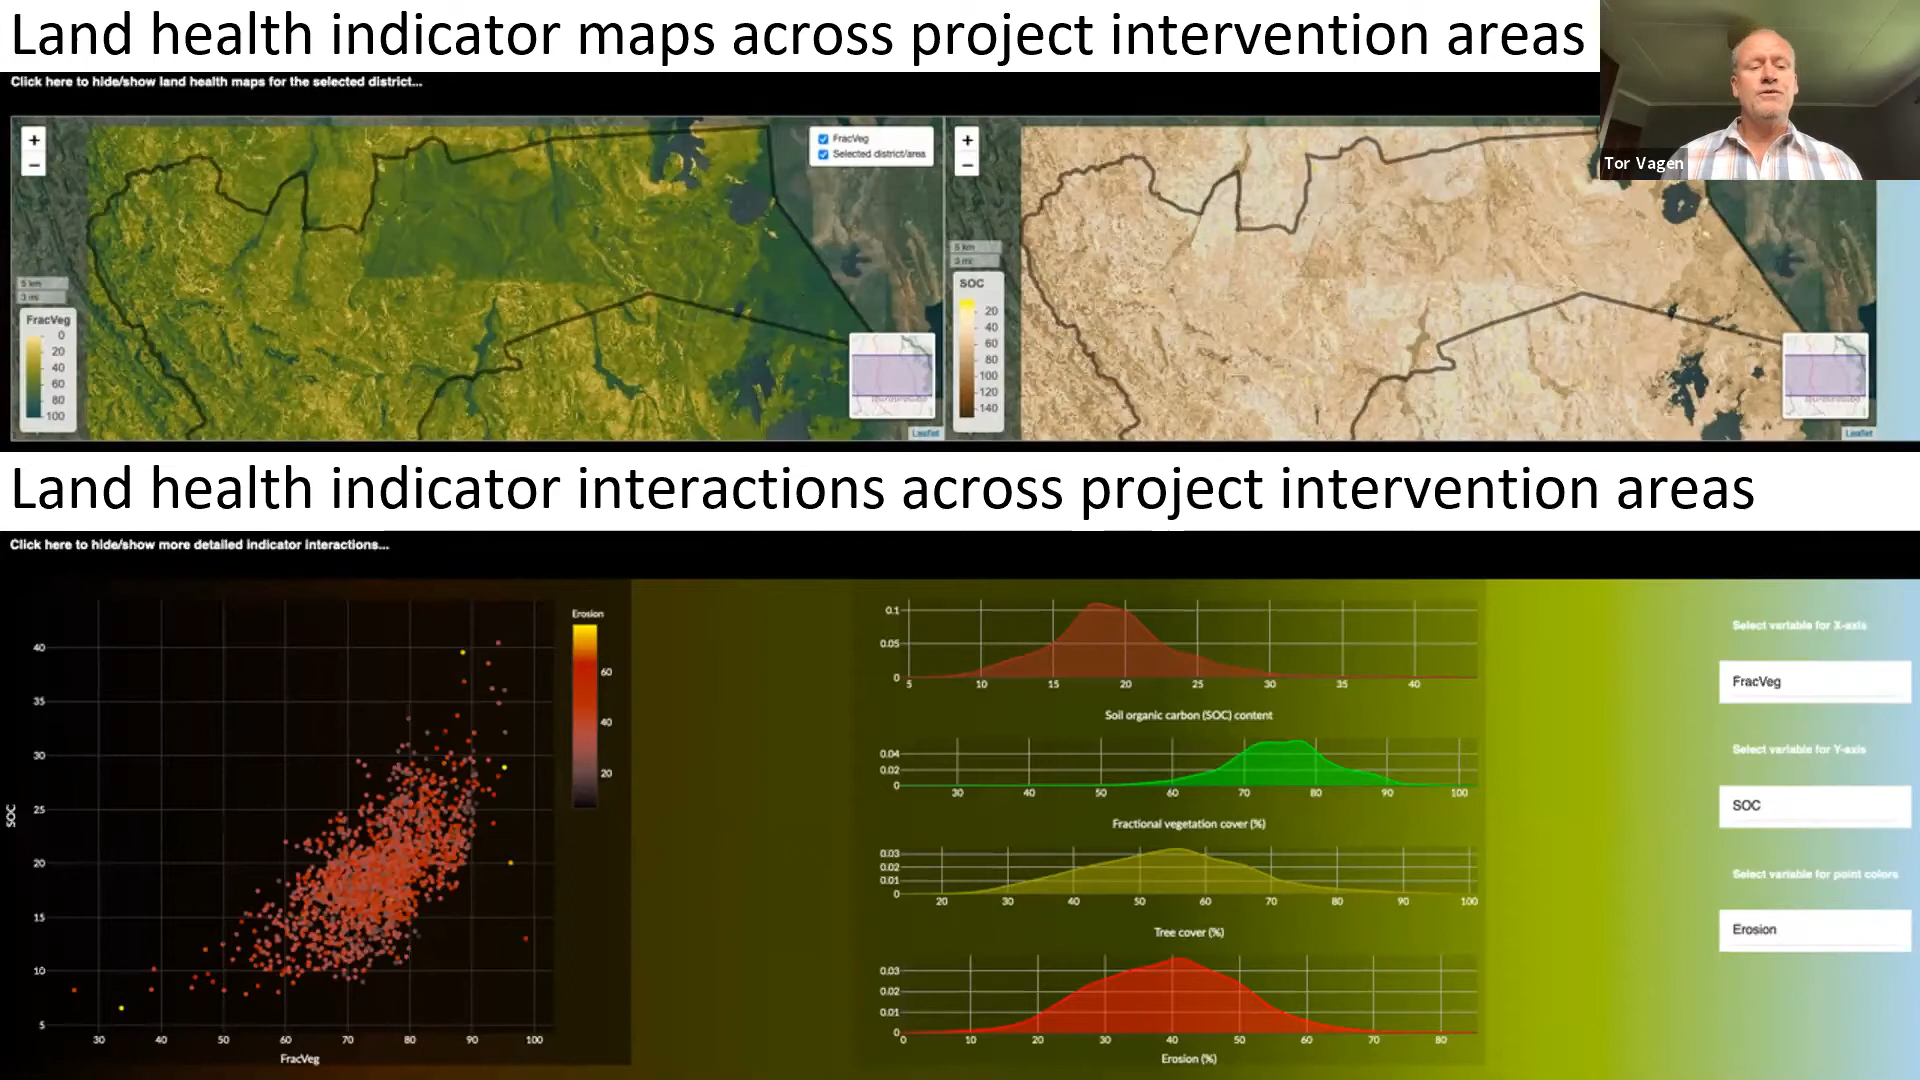 Land health indicator maps across project intervention areas
Tor Vagen
Click here to hide/show land health maps for the selected district...
+
−
FracVeg
Selected district/area
5 km
3 mi
FracVeg
0
20
40
60
80
100
Leaflet
+
−
5 km
3 mi
SOC
20
40
60
80
100
120
140
Leaflet
Land health indicator interactions across project intervention areas
Click here to hide/show more detailed indicator interactions...
SOC
40
35
30
25
20
15
10
5
30 40 50 60 70 80 90 100
FracVeg
Erosion
60
40
20
0.1
0.05
0
5 10 15 20 25 30 35 40
Soil organic carbon (SOC) content
0.04
0.02
0
30 40 50 60 70 80 90 100
Fractional vegetation cover (%)
0.03
0.02
0.01
0
20 30 40 50 60 70 80 90 100
Tree cover (%)
0.03
0.02
0.01
0
0 10 20 30 40 50 60 70 80
Erosion (%)
Select variable for X-axis
FracVeg
Select variable for Y-axis
SOC
Select variable for point colors
Erosion